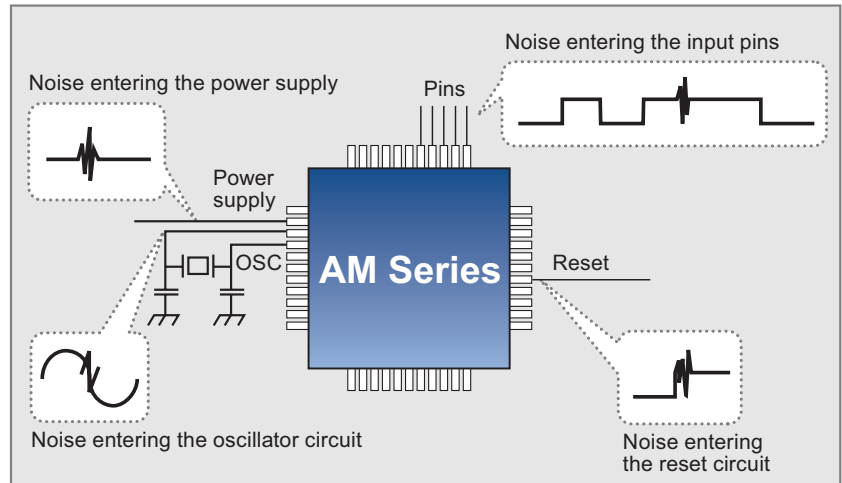 Noise entering the input pins
Noise entering the power supply
Pins
Power
supply
OSC
AM Series
Reset
Noise entering the oscillator circuit
Noise entering
the reset circuit